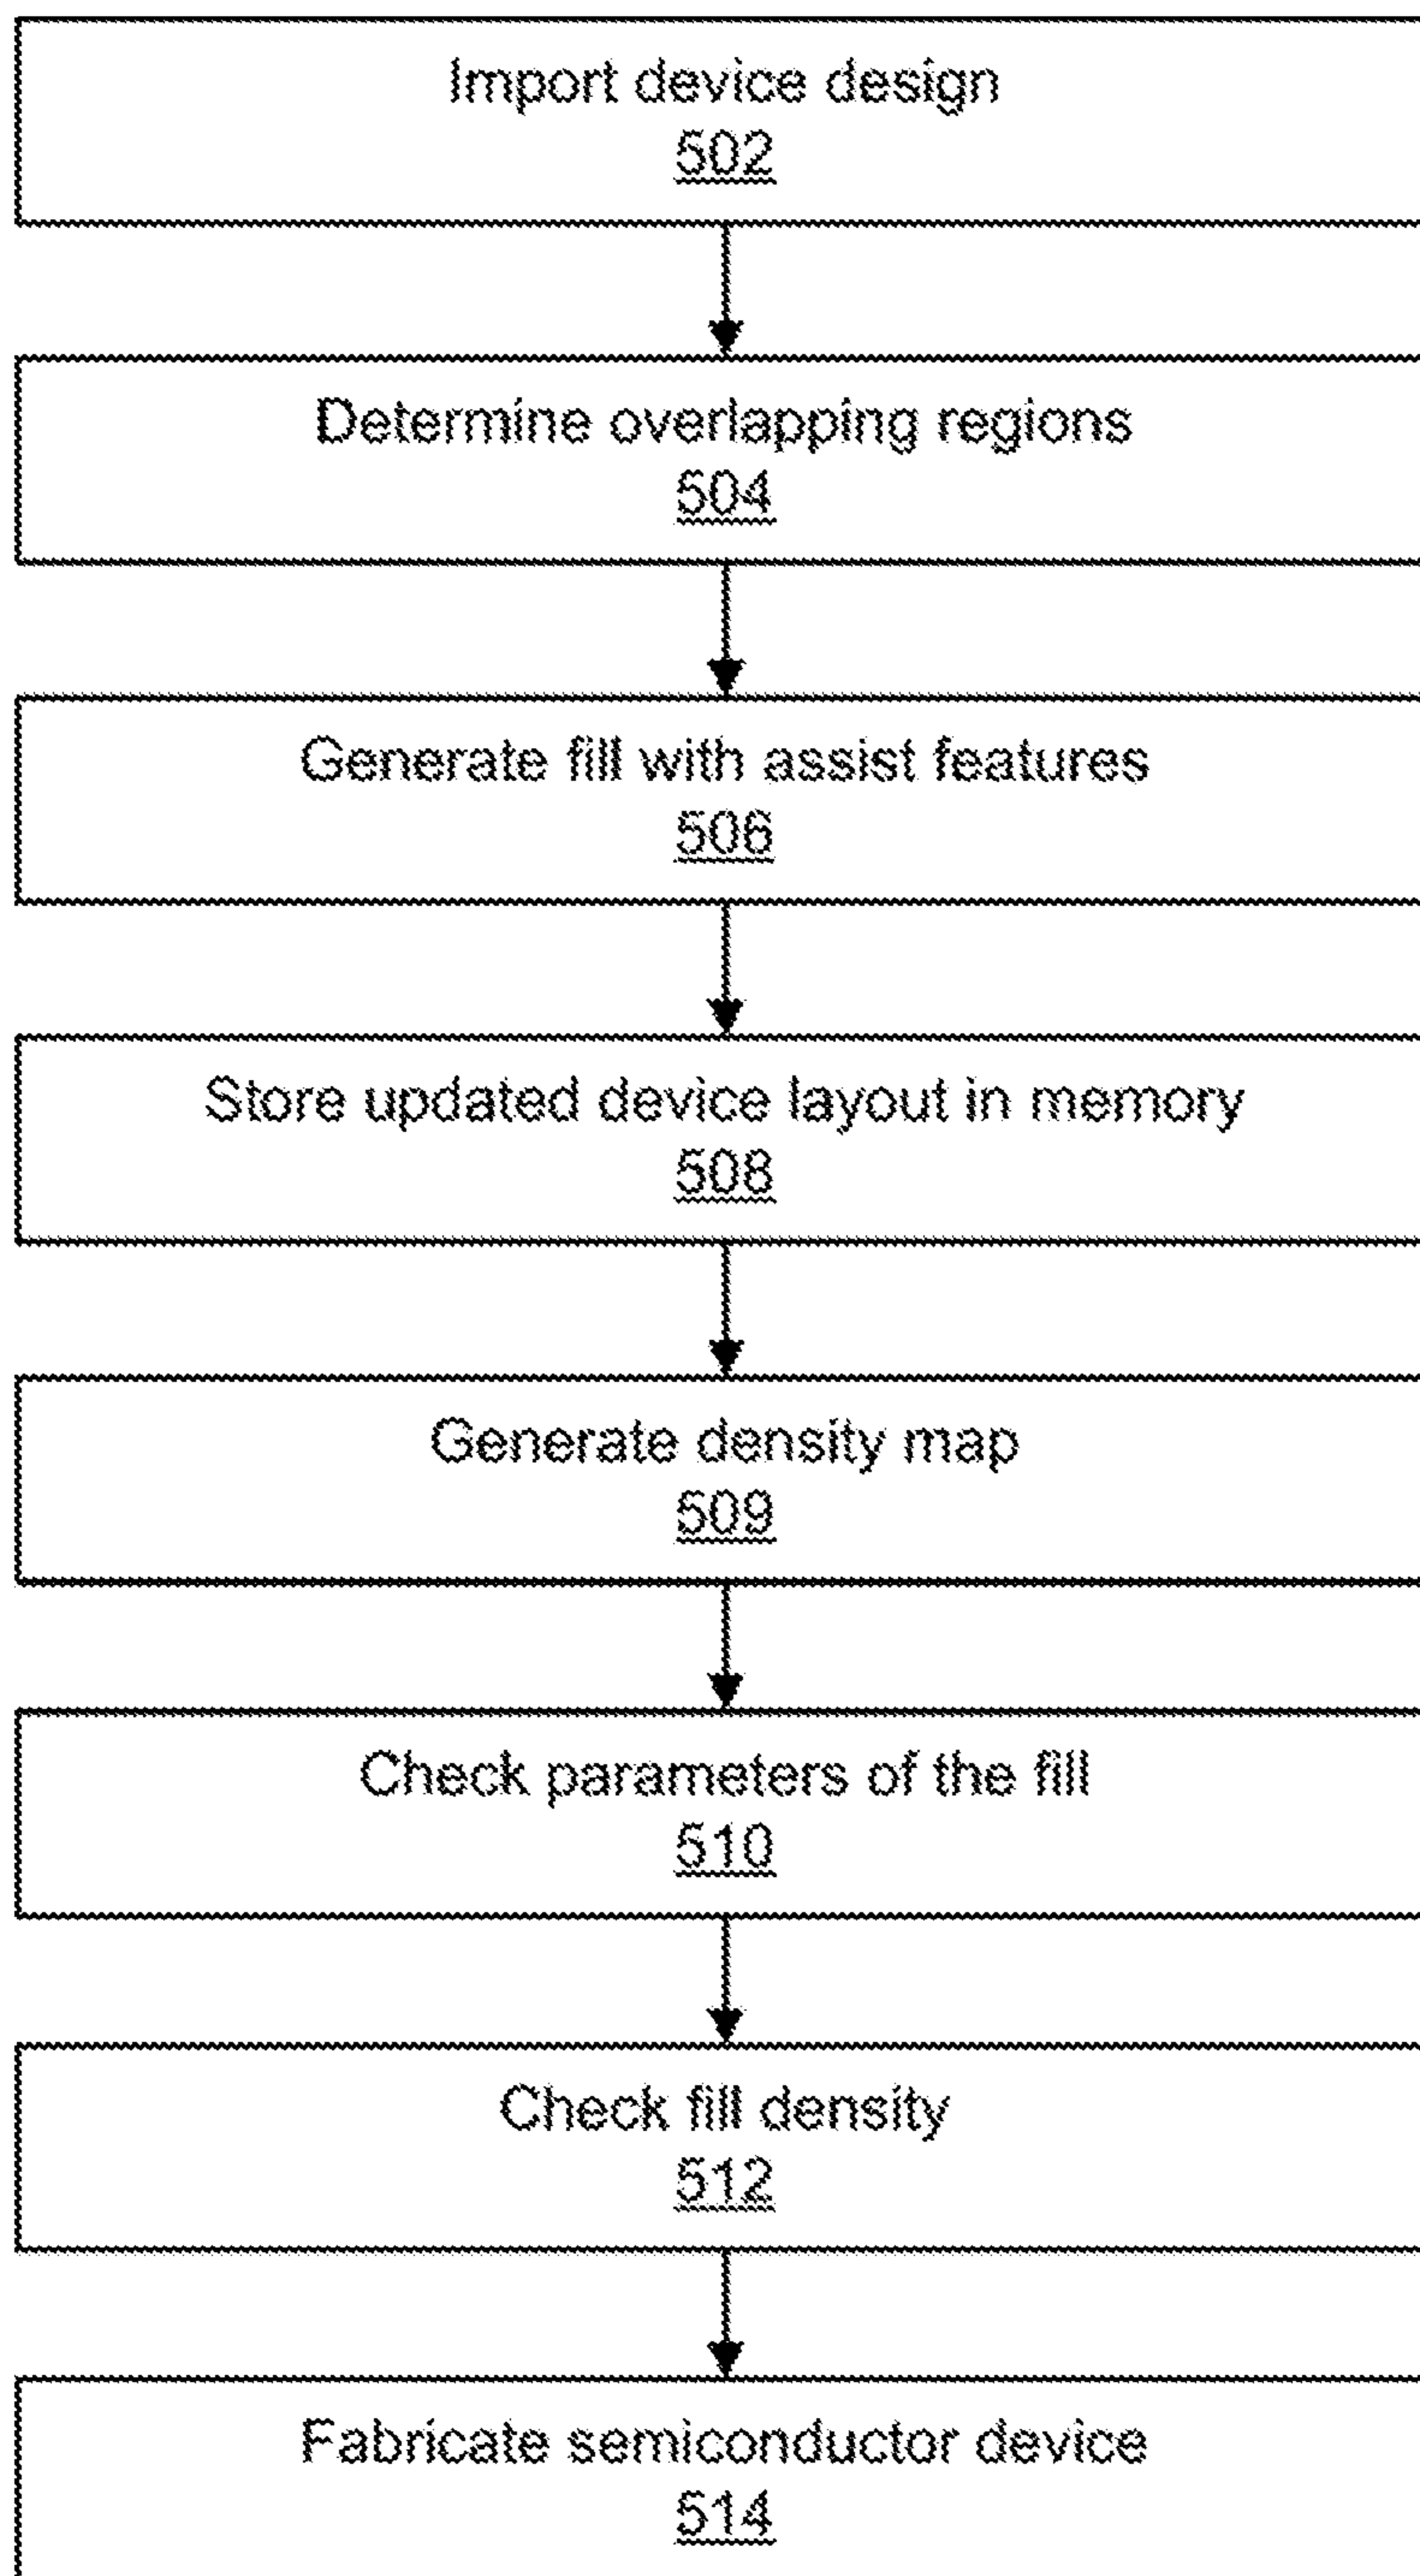 Import device design
502
Determine overlapping regions
504
Generate fill with assist features
506
Store updated device layout in memory
508
Generate density map
509
Check parameters of the fill
510
Check fill density
512
Fabricate semiconductor device
514